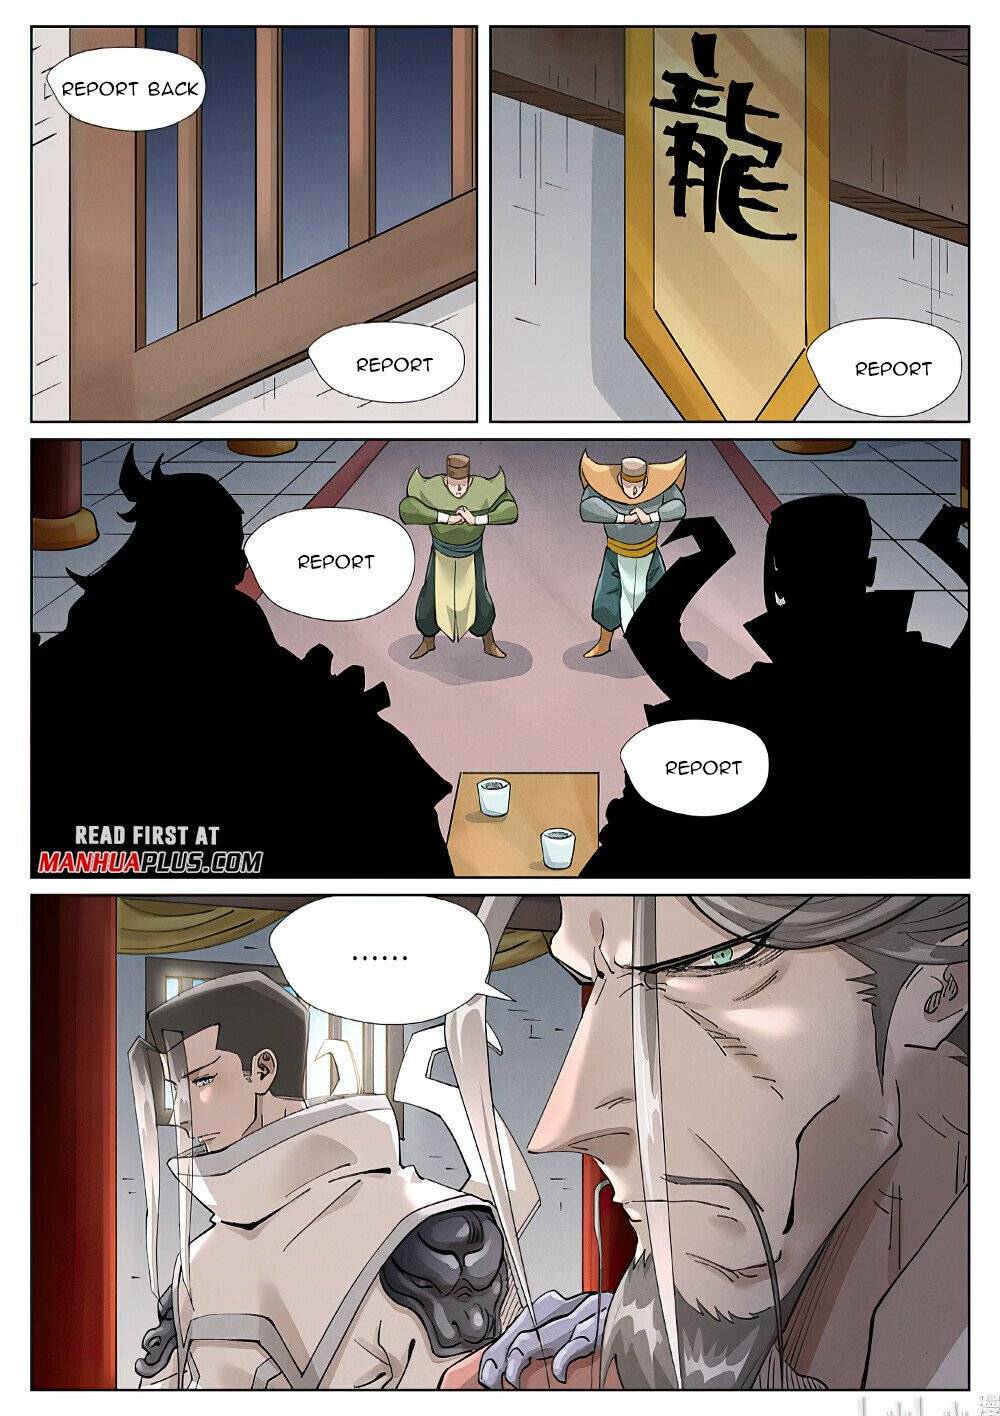 REPORT BACK
REPORT
龍
REPORT
REPORT
REPORT
READ FIRST AT
MANHUAPLUS.COM
......